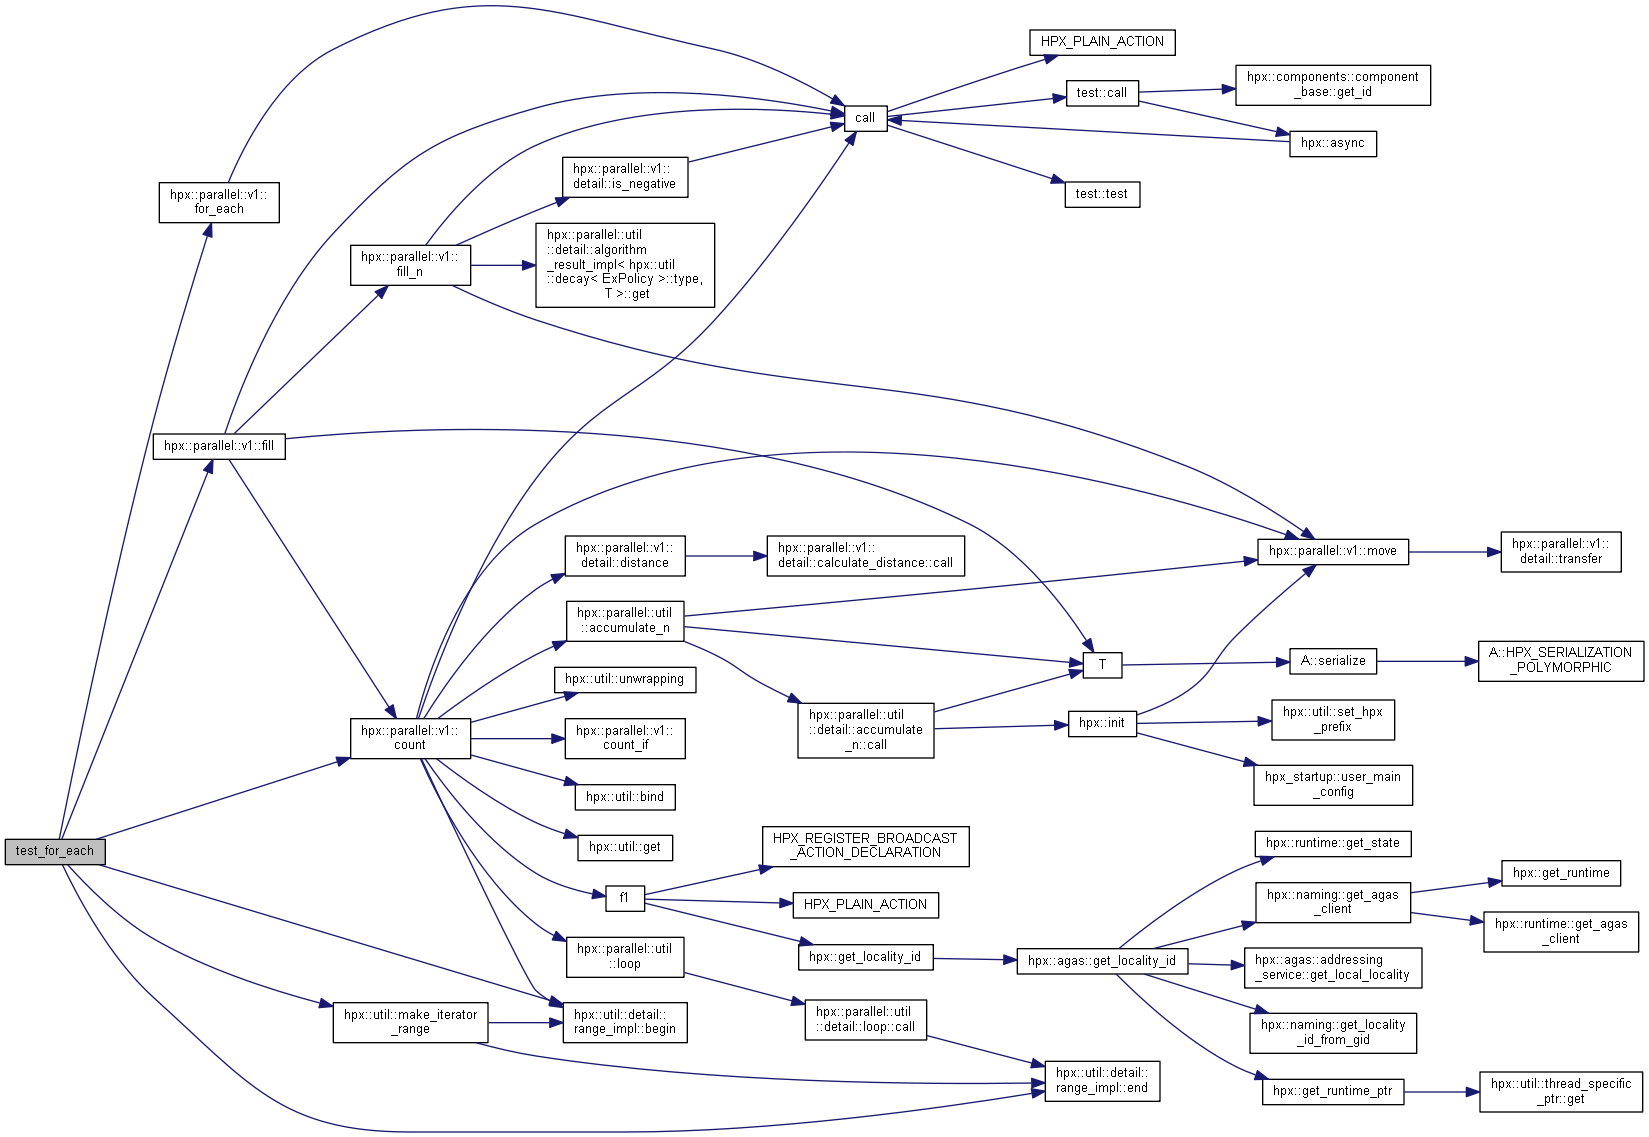 HPX_PLAIN_ACTION
hpx::components::component
_base::get_id
test::call
call
hpx::async
hpx::parallel::v1::
detail::is_negative
hpx::parallel::v1::
for_each
test::test
hpx::parallel::util
::detail::algorithm
_result_impl< hpx::util
::decay< ExPolicy >::type,
T >::get
hpx::parallel::v1::
fill_n
hpx::parallel::v1::fill
hpx::parallel::v1::
detail::distance
hpx::parallel::v1::
detail::calculate_distance::call
hpx::parallel::v1::move
hpx::parallel::v1::
detail::transfer
hpx::parallel::util
::accumulate_n
T
A::serialize
A::HPX_SERIALIZATION
_POLYMORPHIC
hpx::util::unwrapping
hpx::parallel::v1::
count
hpx::parallel::v1::
count_if
hpx::parallel::util
::detail::accumulate
_n::call
hpx::init
hpx::util::set_hpx
_prefix
hpx_startup::user_main
_config
hpx::util::bind
test_for_each
hpx::util::get
HPX_REGISTER_BROADCAST
_ACTION_DECLARATION
hpx::runtime::get_state
f1
HPX_PLAIN_ACTION
hpx::naming::get_agas
_client
hpx::get_runtime
hpx::runtime::get_agas
_client
hpx::parallel::util
::loop
hpx::get_locality_id
hpx::agas::get_locality_id
hpx::agas::addressing
_service::get_local_locality
hpx::util::make_iterator
_range
hpx::util::detail::
range_impl::begin
hpx::parallel::util
::detail::loop::call
hpx::naming::get_locality
_id_from_gid
hpx::util::detail::
range_impl::end
hpx::get_runtime_ptr
hpx::util::thread_specific
_ptr::get